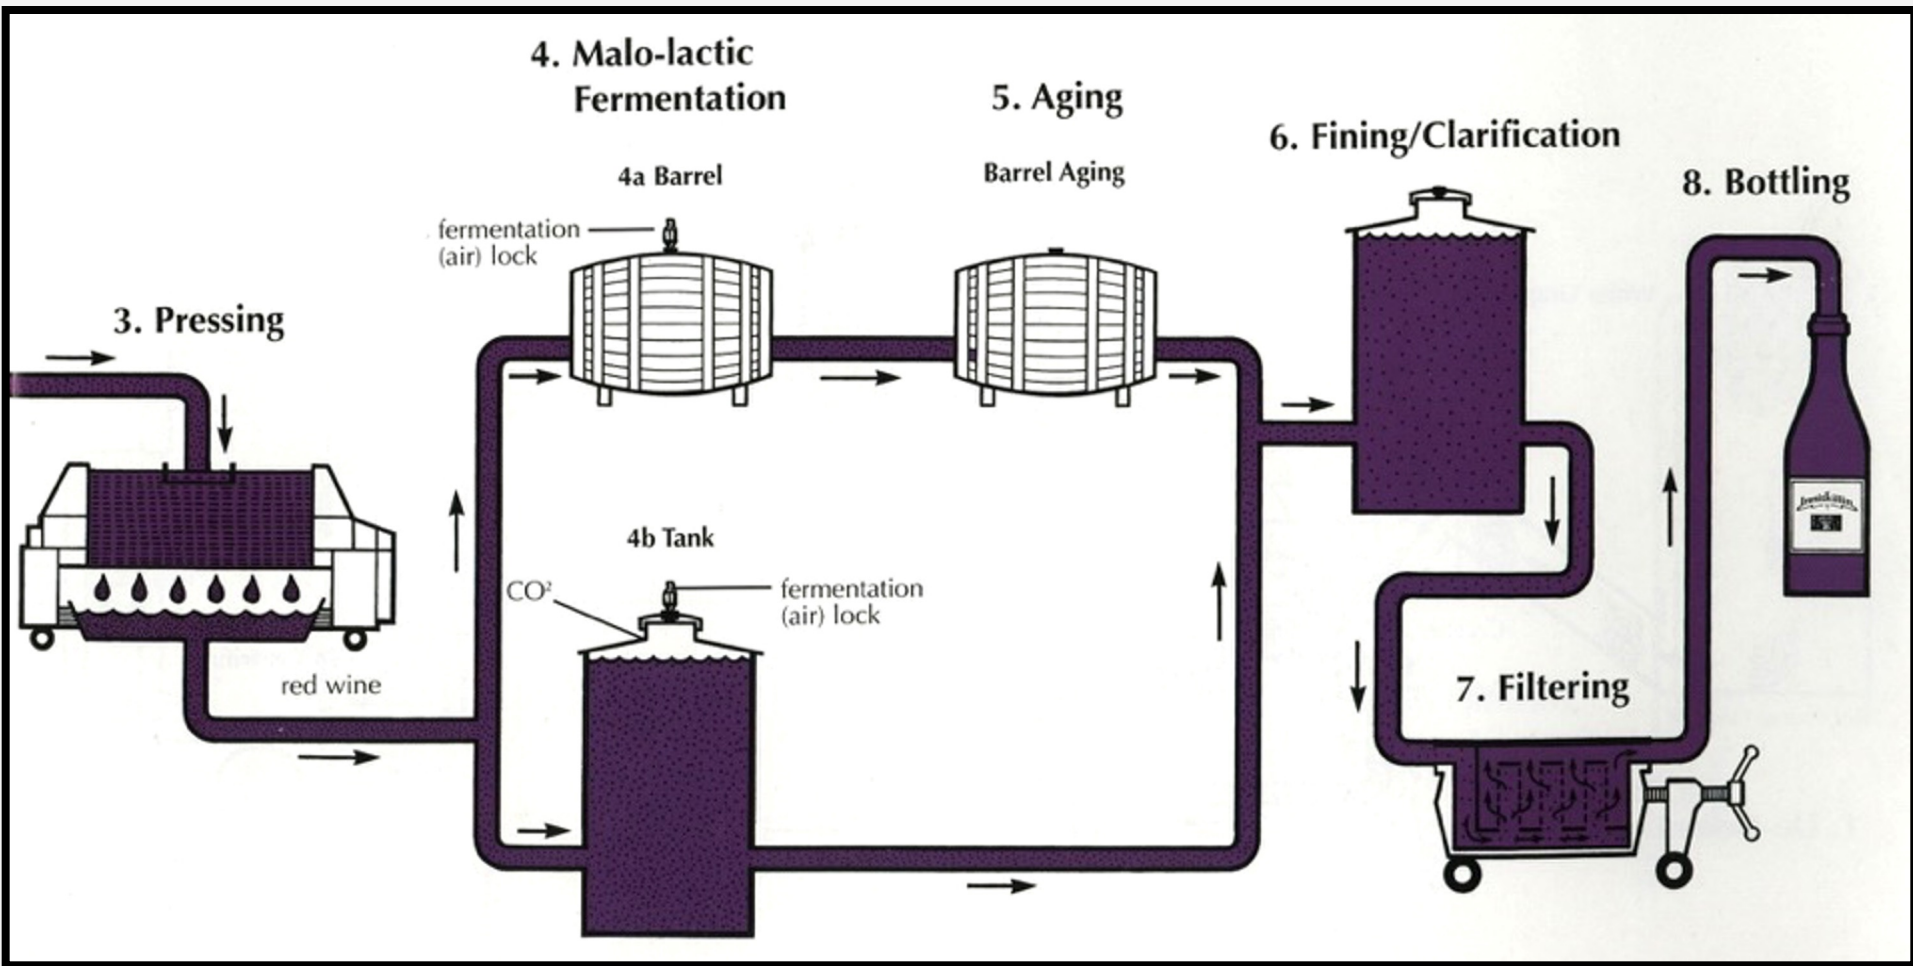 4. Malo-lactic
Fermentation
5. Aging
6. Fining/Clarification
4a Barrel
Barrel Aging
8. Bottling
fermentation
(air) lock
3. Pressing
4b Tank
CO²
fermentation
(air) lock
red wine
7. Filtering